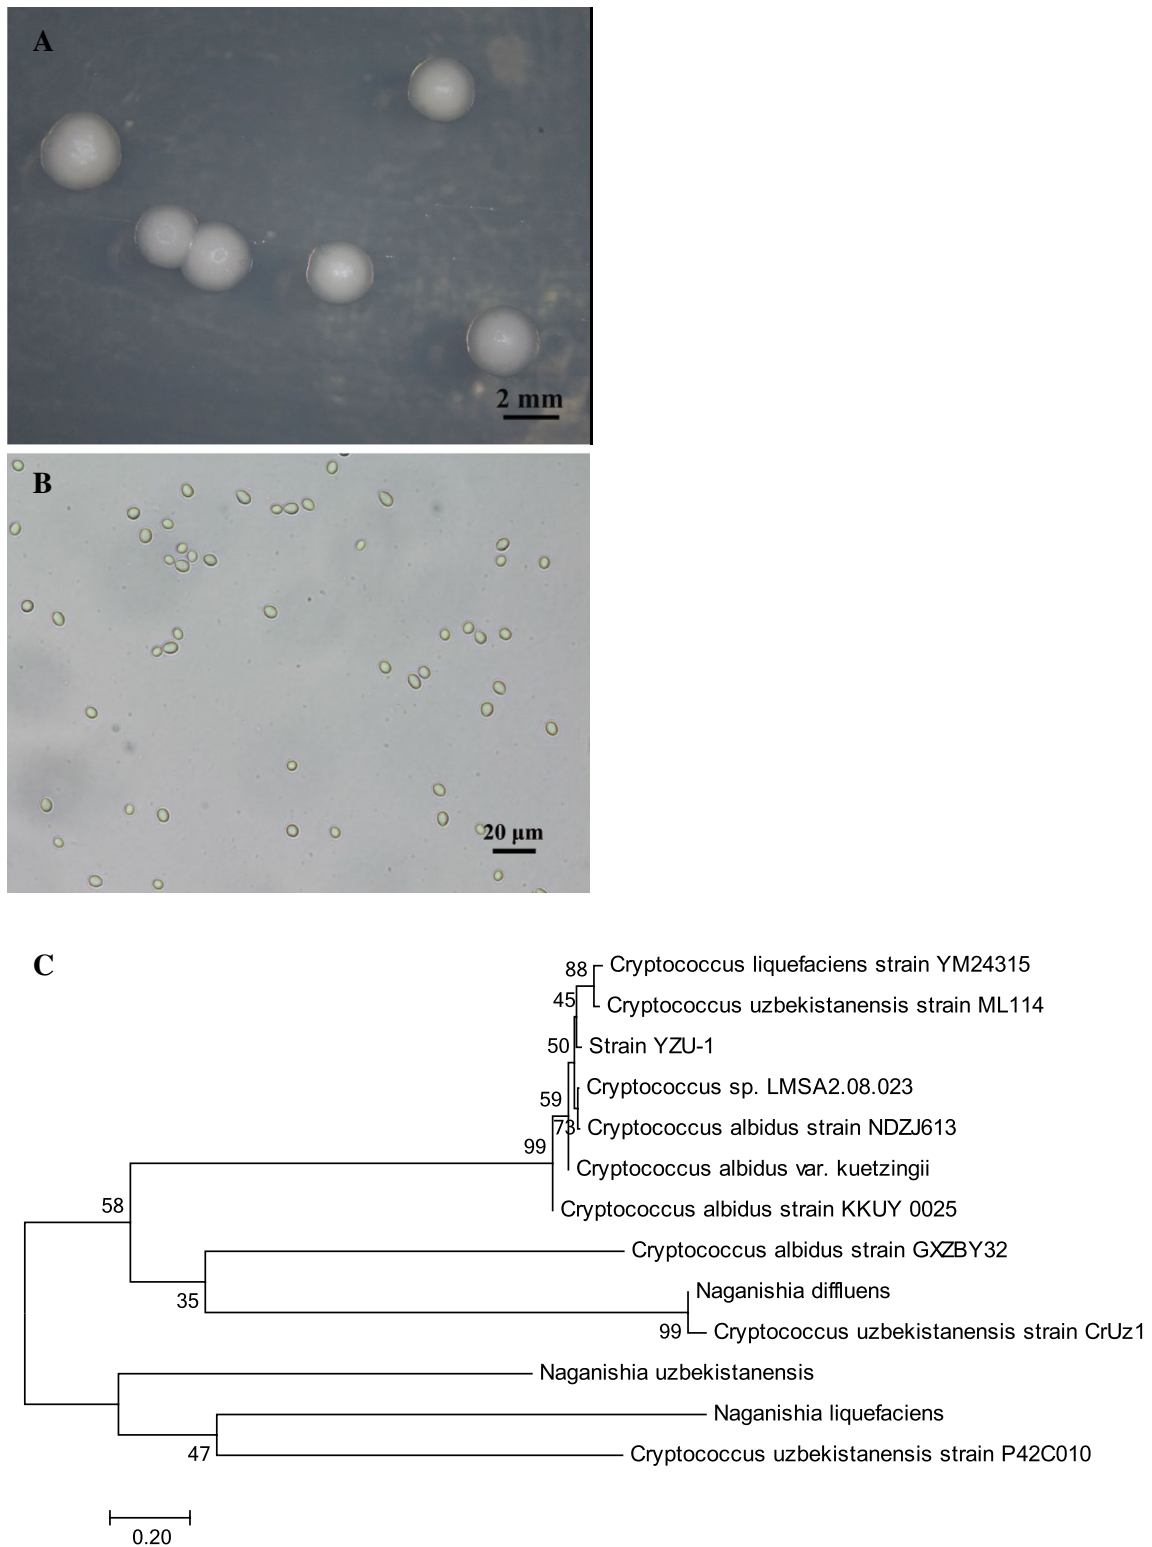 A
2 mm
B
20 μm
C
88
Cryptococcus liquefaciens strain YM24315
45
Cryptococcus uzbekistanensis strain ML114
50
Strain YZU-1
59
Cryptococcus sp. LMSA2.08.023
73
Cryptococcus albidus strain NDZJ613
99
Cryptococcus albidus var. kuetzingii
58
Cryptococcus albidus strain KKUY 0025
Cryptococcus albidus strain GXZBY32
35
Naganishia diffluens
99
Cryptococcus uzbekistanensis strain CrUz1
Naganishia uzbekistanensis
Naganishia liquefaciens
47
Cryptococcus uzbekistanensis strain P42C010
0.20